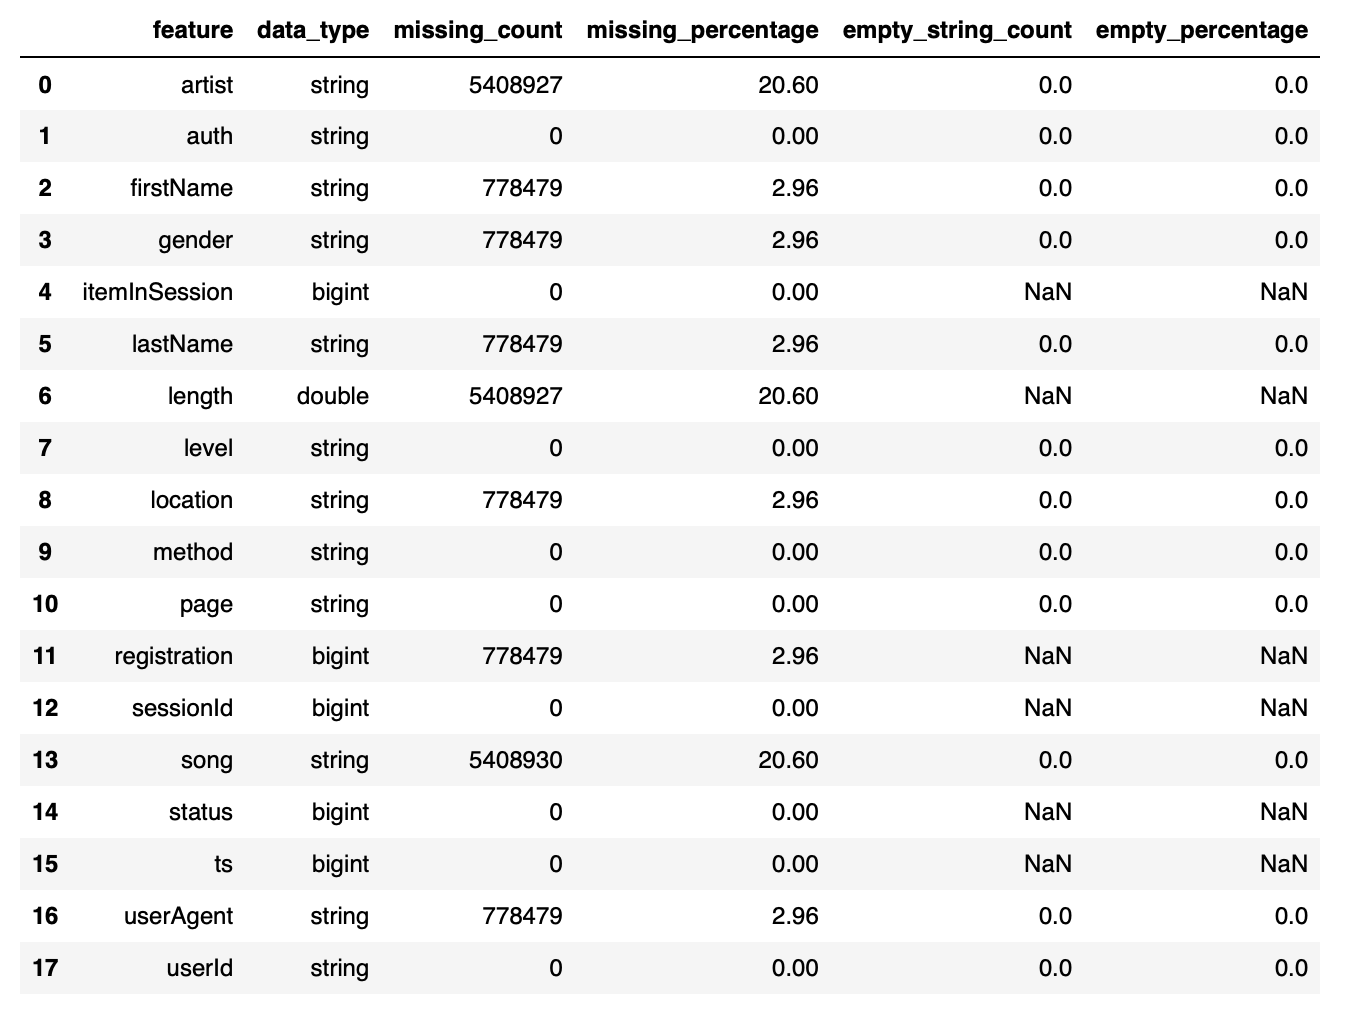 feature data_type missing_count missing_percentage empty_string_count empty_percentage
0 artist string 5408927 20.60 0.0 0.0
1 auth string 0 0.00 0.0 0.0
2 firstName string 778479 2.96 0.0 0.0
3 gender string 778479 2.96 0.0 0.0
4 itemInSession bigint 0 0.00 NaN NaN
5 lastName string 778479 2.96 0.0 0.0
6 length double 5408927 20.60 NaN NaN
7 level string 0 0.00 0.0 0.0
8 location string 778479 2.96 0.0 0.0
9 method string 0 0.00 0.0 0.0
10 page string 0 0.00 0.0 0.0
11 registration bigint 778479 2.96 NaN NaN
12 sessionId bigint 0 0.00 NaN NaN
13 song string 5408930 20.60 0.0 0.0
14 status bigint 0 0.00 NaN NaN
15 ts bigint 0 0.00 NaN NaN
16 userAgent string 778479 2.96 0.0 0.0
17 userId string 0 0.00 0.0 0.0